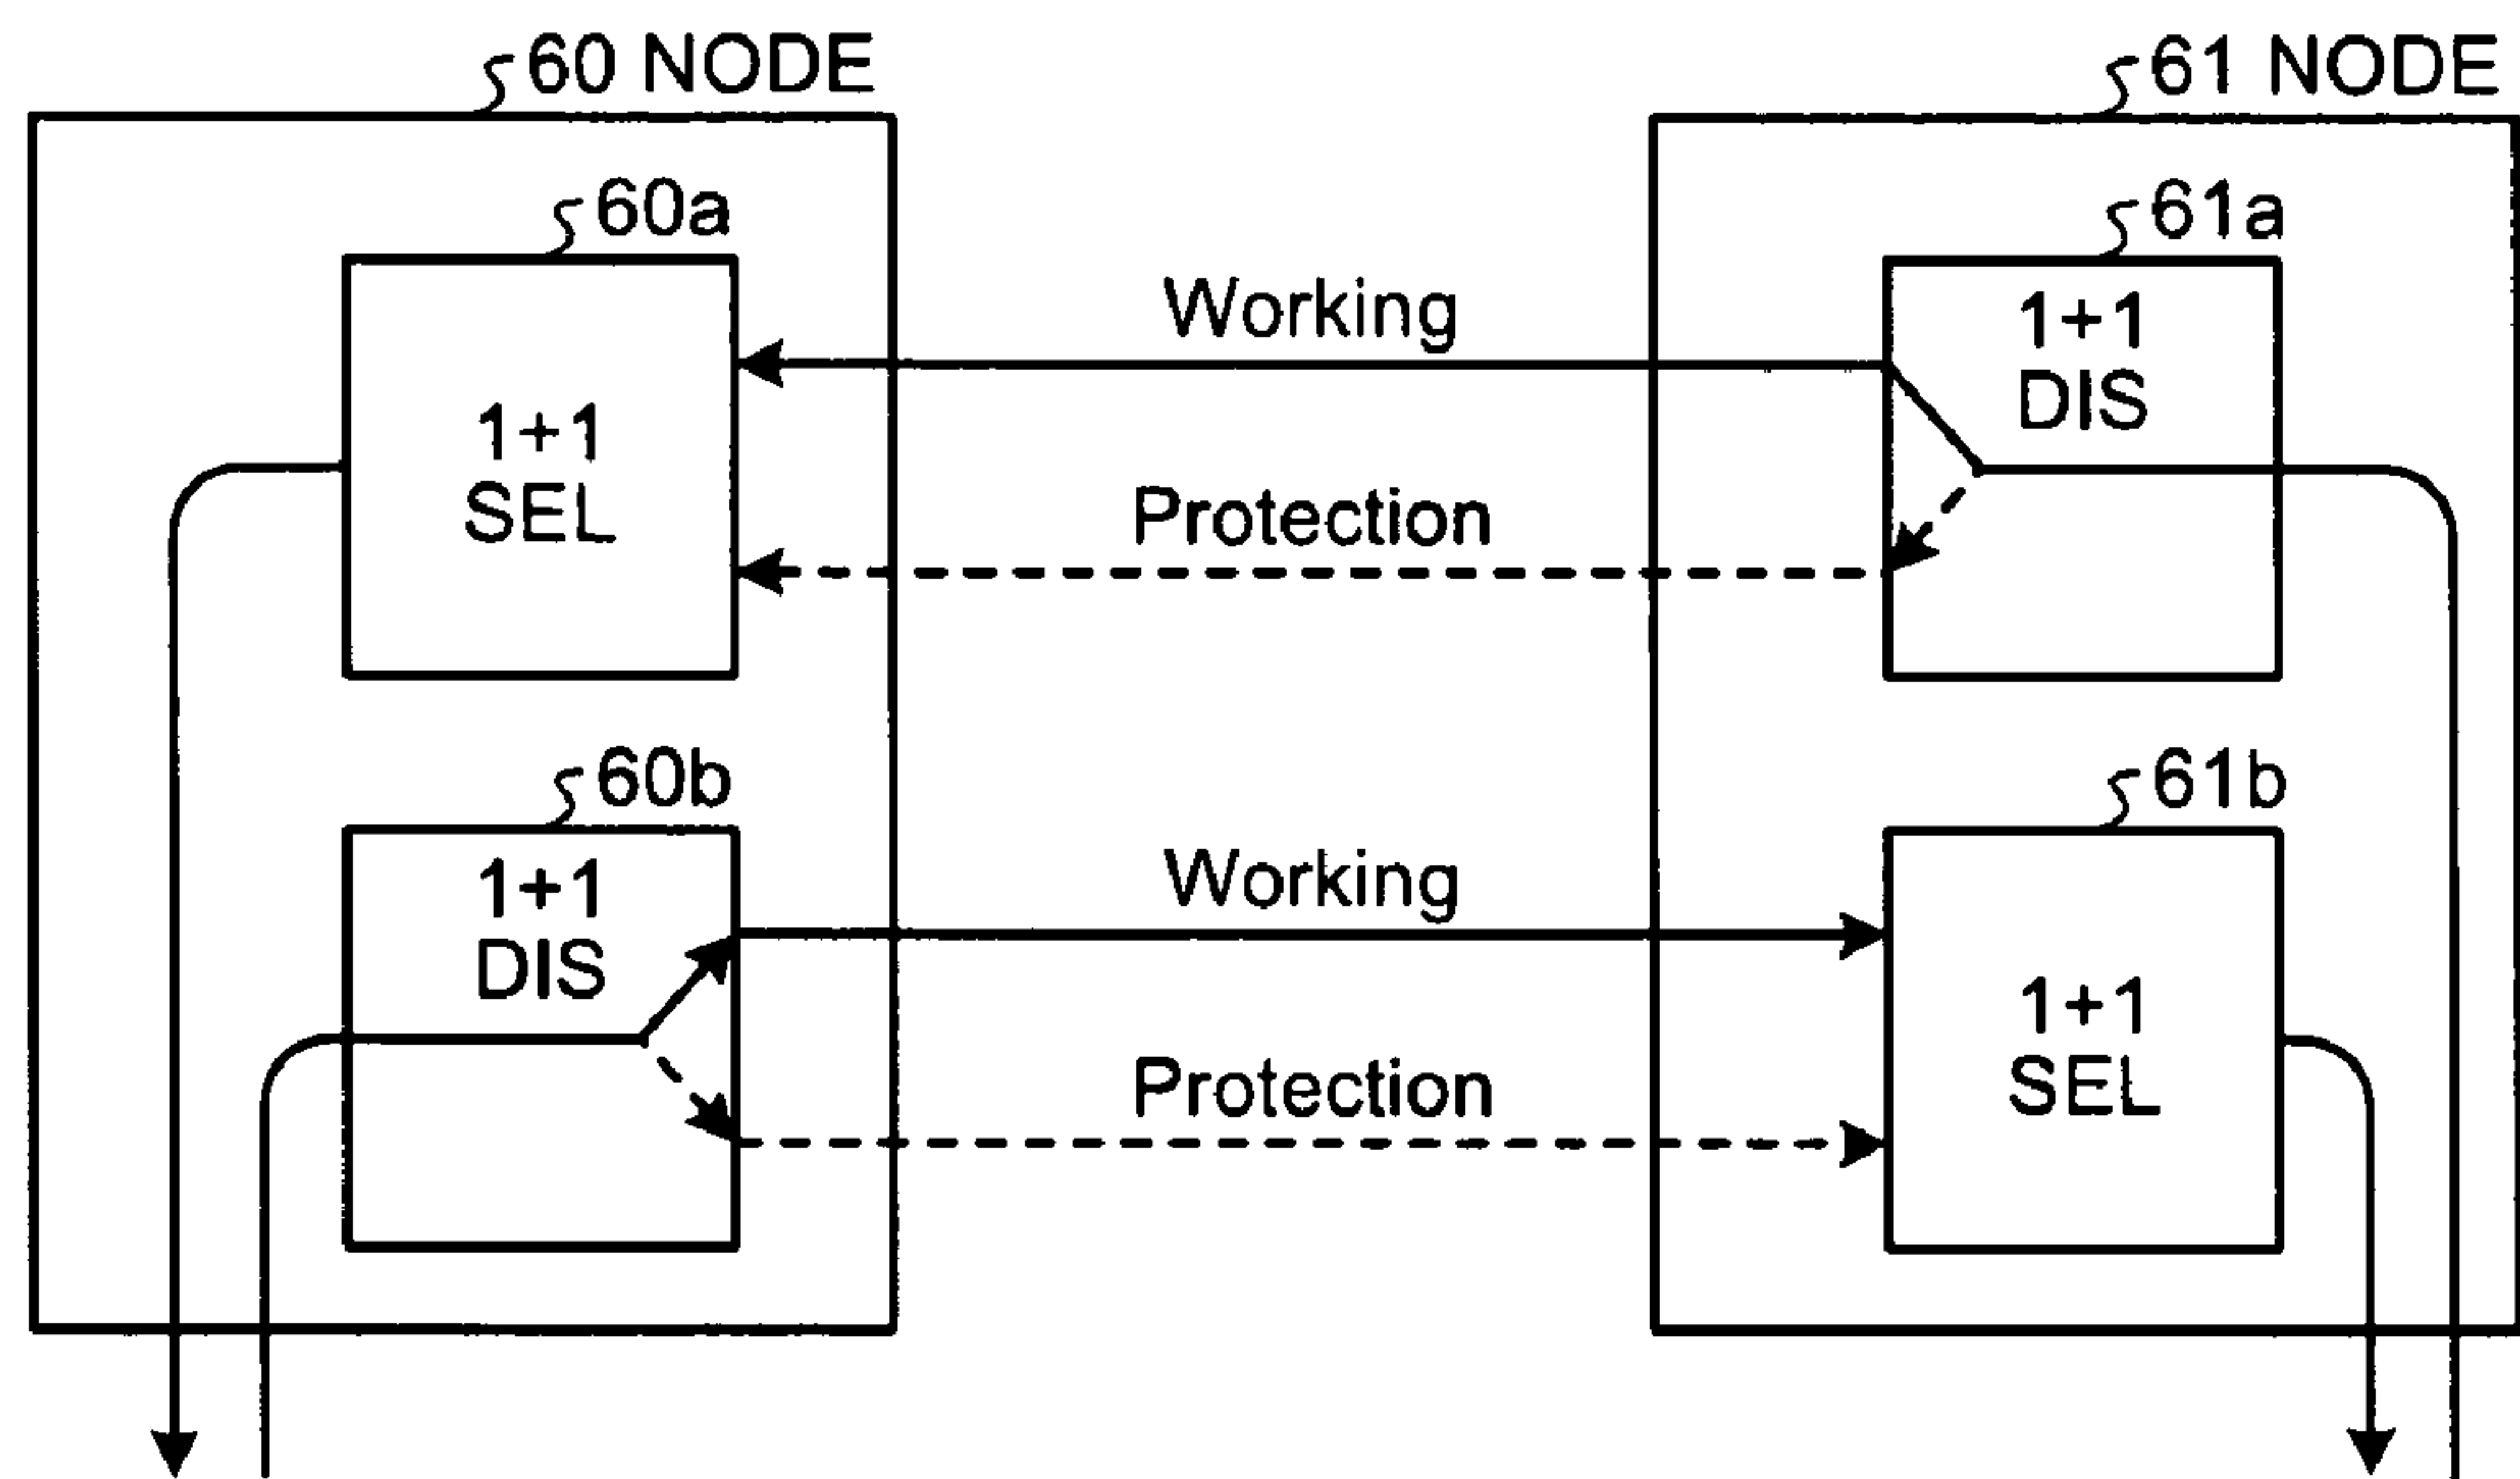 60 NODE
61 NODE
60a
61a
Working
1+1
DIS
1+1
SEL
Protection
60b
61b
Working
1+1
DIS
1+1
SEL
Protection